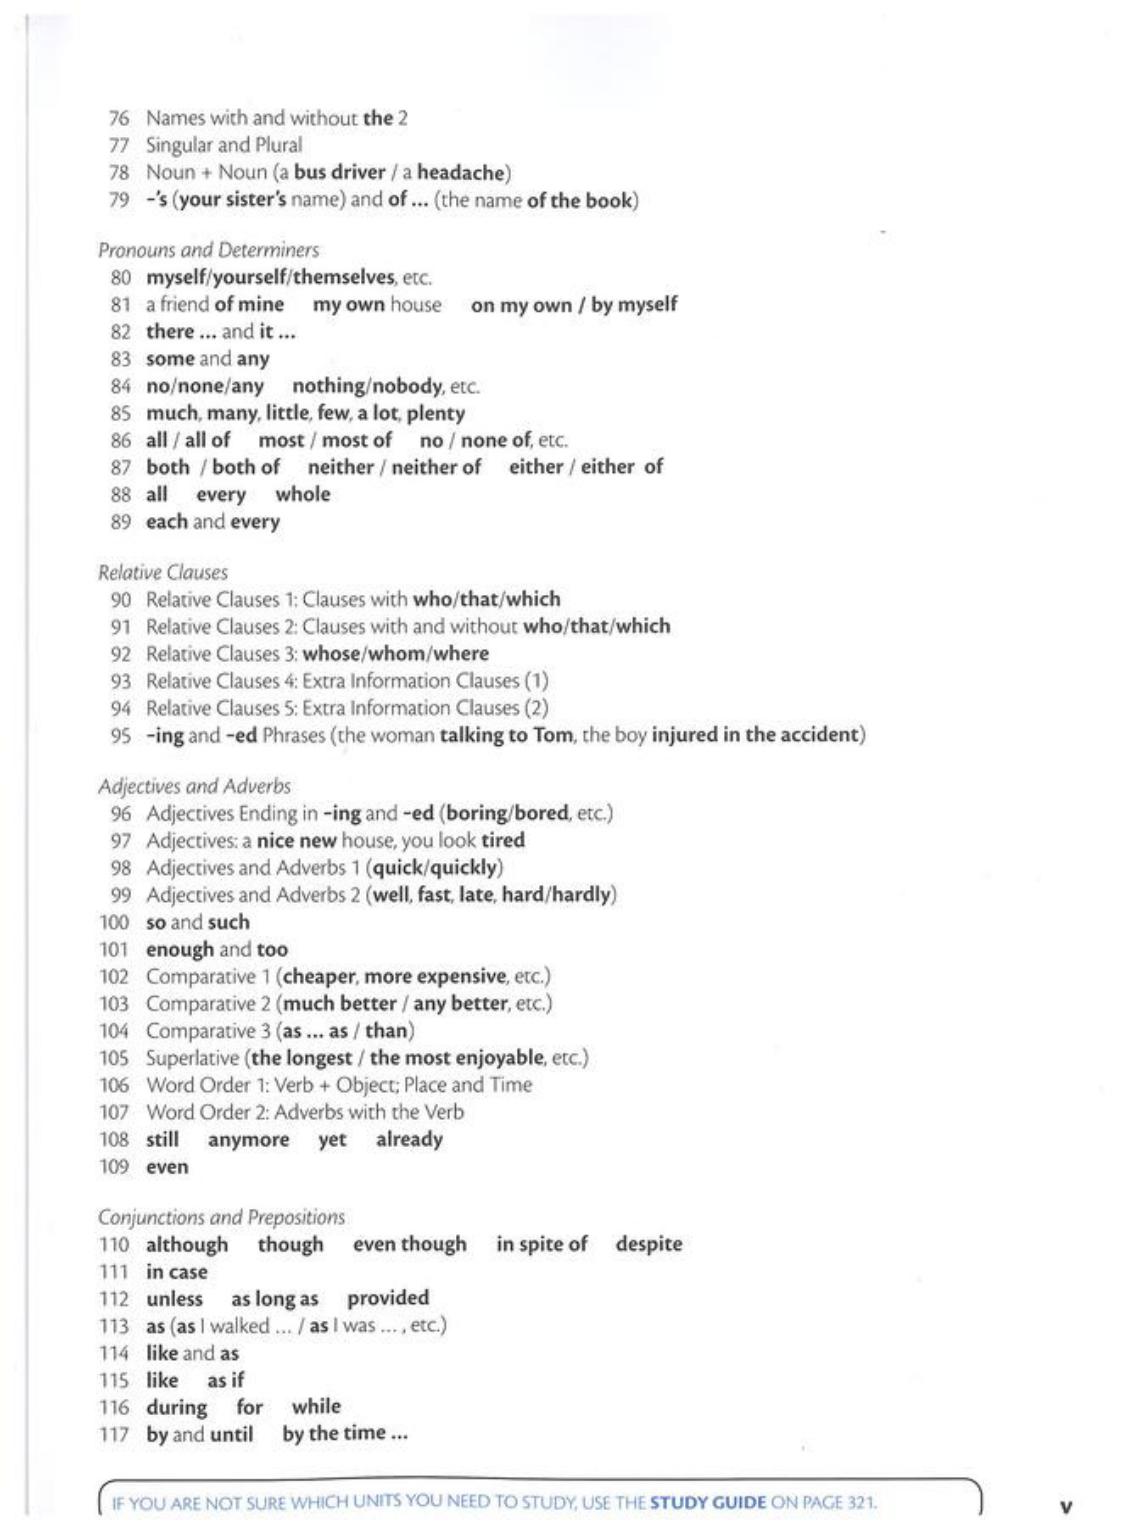 76 Names with and without the 2
77 Singular and Plural
78 Noun + Noun (a bus driver / a headache)
79 -'s (your sister's name) and of ... (the name of the book)
Pronouns and Determiners
80 myself/yourself/themselves, etc.
81 a friend of mine my own house on my own / by myself
82 there ... and it ...
83 some and any
84 no/none/any nothing/nobody, etc.
85 much, many, little, few, a lot, plenty
86 all / all of most / most of no / none of, etc.
87 both / both of neither / neither of either / either of
88 all every whole
89 each and every
Relative Clauses
90 Relative Clauses 1: Clauses with who/that/which
91 Relative Clauses 2: Clauses with and without who/that/which
92 Relative Clauses 3: whose/whom/where
93 Relative Clauses 4: Extra Information Clauses (1)
94 Relative Clauses 5: Extra Information Clauses (2)
95 -ing and -ed Phrases (the woman talking to Tom, the boy injured in the accident)
Adjectives and Adverbs
96 Adjectives Ending in -ing and -ed (boring/bored, etc.)
97 Adjectives: a nice new house, you look tired
98 Adjectives and Adverbs 1 (quick/quickly)
99 Adjectives and Adverbs 2 (well, fast, late, hard/hardly)
100 so and such
101 enough and too
102 Comparative 1 (cheaper, more expensive, etc.)
103 Comparative 2 (much better / any better, etc.)
104 Comparative 3 (as ... as / than)
105 Superlative (the longest / the most enjoyable, etc.)
106 Word Order 1: Verb + Object; Place and Time
107 Word Order 2: Adverbs with the Verb
108 still anymore yet already
109 even
Conjunctions and Prepositions
110 although though even though in spite of despite
111 in case
112 unless as long as provided
113 as (as I walked ... / as I was ... , etc.)
114 like and as
115 like as if
116 during for while
117 by and until by the time ...
IF YOU ARE NOT SURE WHICH UNITS YOU NEED TO STUDY, USE THE STUDY GUIDE ON PAGE 321.
v